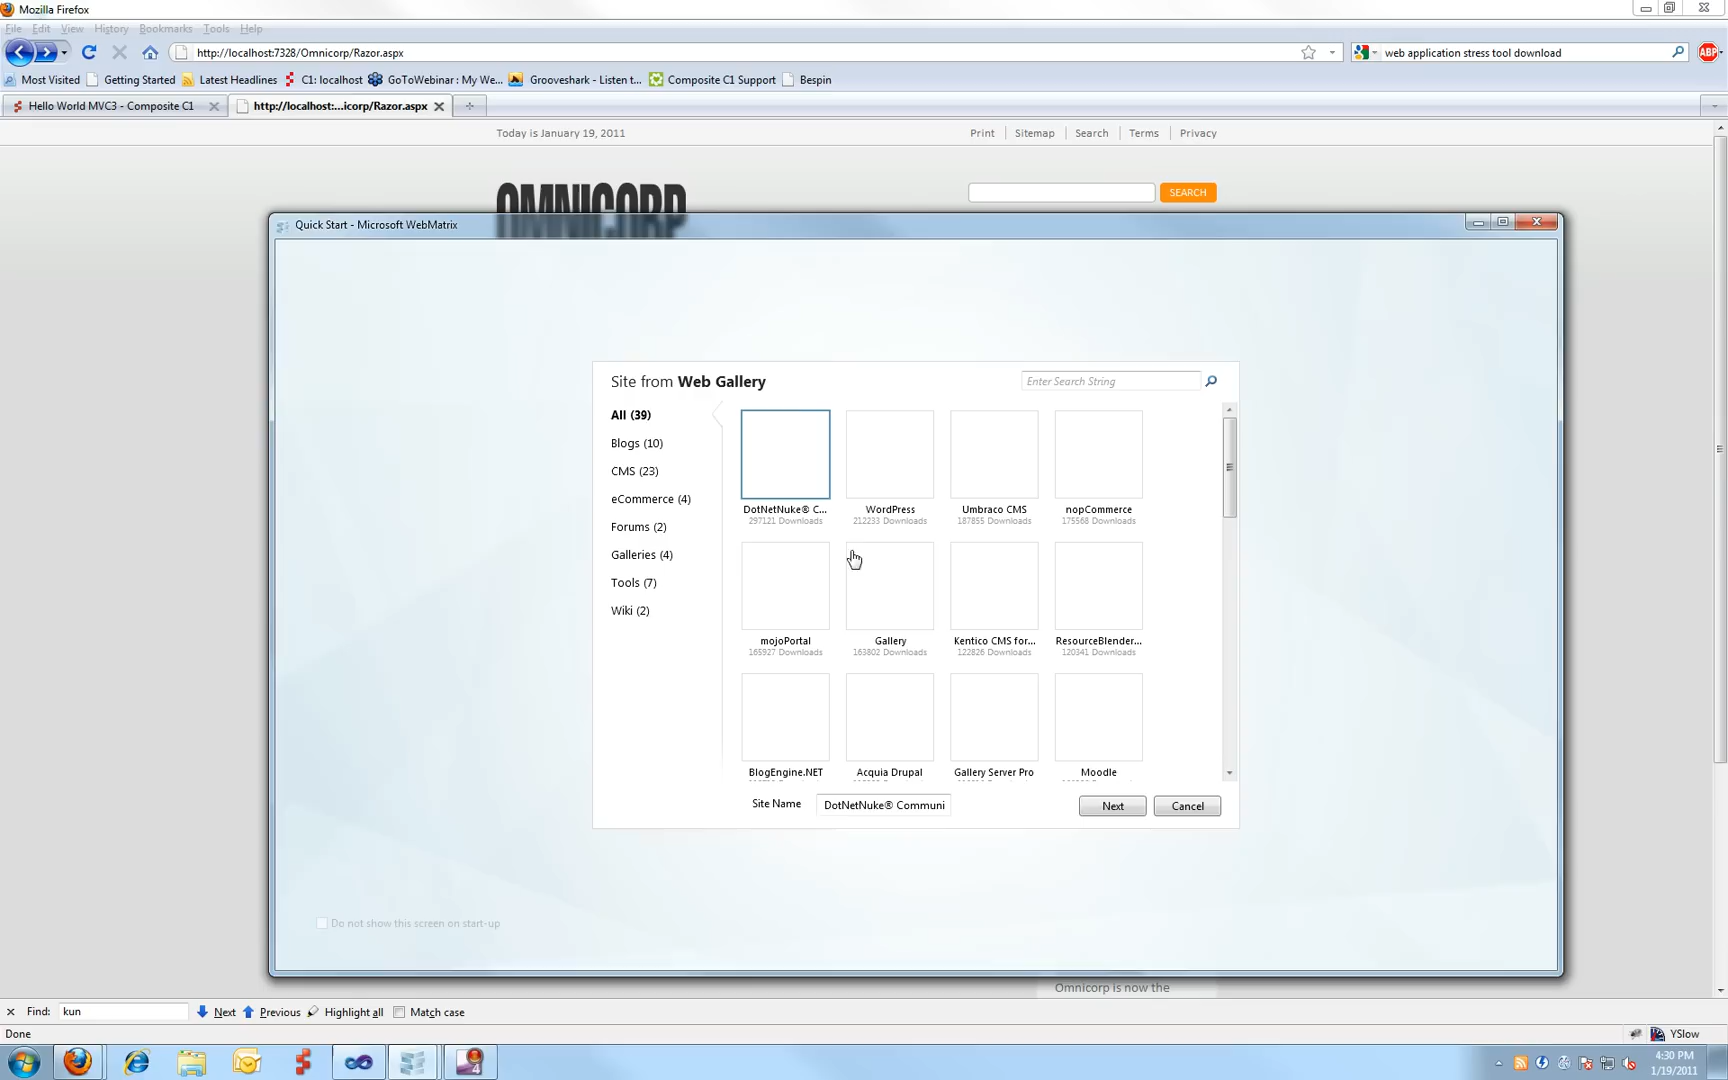 Mozilla Firefox
File Edit View History Bookmarks Tools Help
http://localhost:7328/Omnicorp/Razor.aspx
web application stress tool download
ABP
Most Visited Getting Started Latest Headlines C1: localhost GoToWebinar : My We... Grooveshark - Listen t... Composite C1 Support Bespin
Hello World MVC3 - Composite C1 http://localhost:...icorp/Razor.aspx
Today is January 19, 2011 Print Sitemap Search Terms Privacy
OMNICORP
SEARCH
Quick Start - Microsoft WebMatrix
Site from Web Gallery
Enter Search String
All (39)
Blogs (10)
CMS (23)
eCommerce (4)
Forums (2)
Galleries (4)
Tools (7)
Wiki (2)
DotNetNuke® C... WordPress Umbraco CMS nopCommerce
297121 Downloads 212233 Downloads 187855 Downloads 175568 Downloads
mojoPortal Gallery Kentico CMS for... ResourceBlender...
165927 Downloads 163802 Downloads 122826 Downloads 120341 Downloads
BlogEngine.NET Acquia Drupal Gallery Server Pro Moodle
Site Name DotNetNuke® Communi Next Cancel
Do not show this screen on start-up
Omnicorp is now the
Find: kun Next Previous Highlight all Match case
Done YSlow
4
4:30 PM
1/19/2011